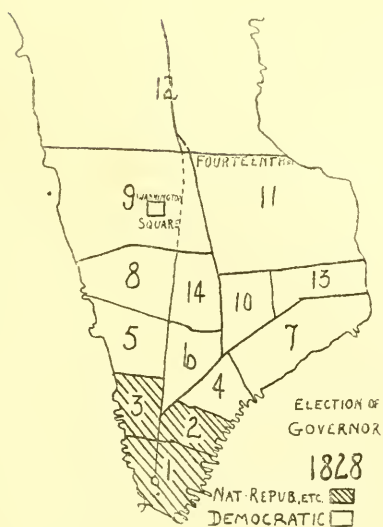 12
FOURTEENTH ST.
9 WASHINGTON
SQUARE
11
8
14
10
13
5
6
7
3
4
2
1
ELECTION OF
GOVERNOR
1828
NAT-REPUB, ETC.
DEMOCRATIC